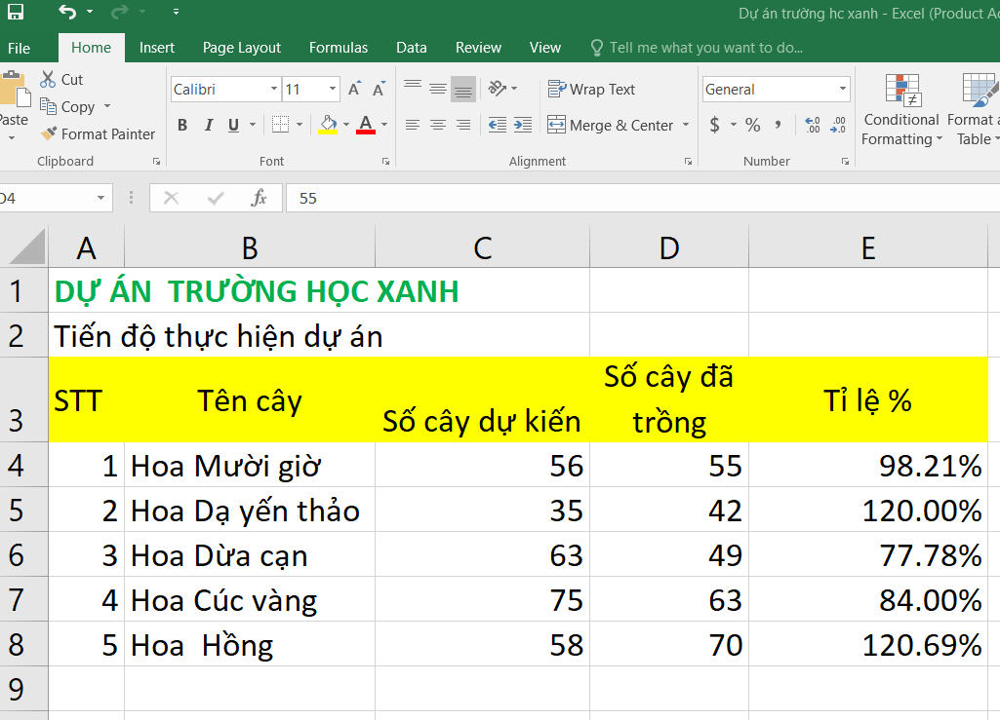 Dự án trường hc xanh - Excel (Product Ac
File Home Insert Page Layout Formulas Data Review View Tell me what you want to do...
Cut
Copy
Paste
Format Painter
Clipboard
Calibri 11 A A
B I U A
Font
Wrap Text
Merge & Center
Alignment
General
$ % , .00 .0
Number
Conditional Formatting
Format a Table
D4 fx 55
A B C D E
1 DỰ ÁN TRƯỜNG HỌC XANH
2 Tiến độ thực hiện dự án
3 STT Tên cây Số cây dự kiến Số cây đã trồng Tỉ lệ %
4 1 Hoa Mười giờ 56 55 98.21%
5 2 Hoa Dạ yến thảo 35 42 120.00%
6 3 Hoa Dừa cạn 63 49 77.78%
7 4 Hoa Cúc vàng 75 63 84.00%
8 5 Hoa Hồng 58 70 120.69%
9